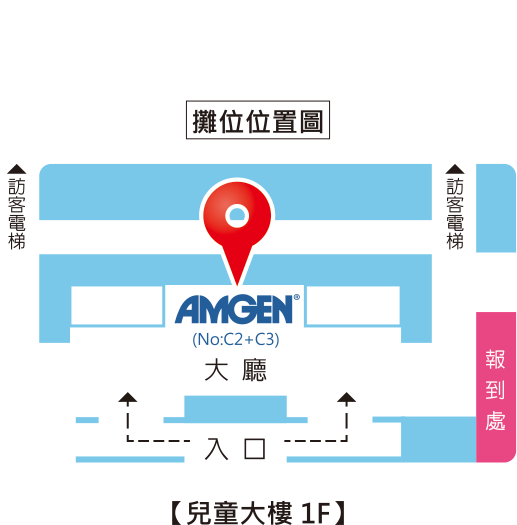 攤位位置圖
訪客電梯
訪客電梯
AMGEN®
(No:C2+C3)
大廳
報到處
入口
【兒童大樓 1F】